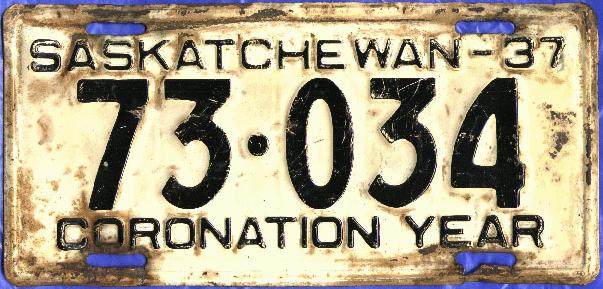 SASKATCHEWAN-37
73·034
CORONATION YEAR